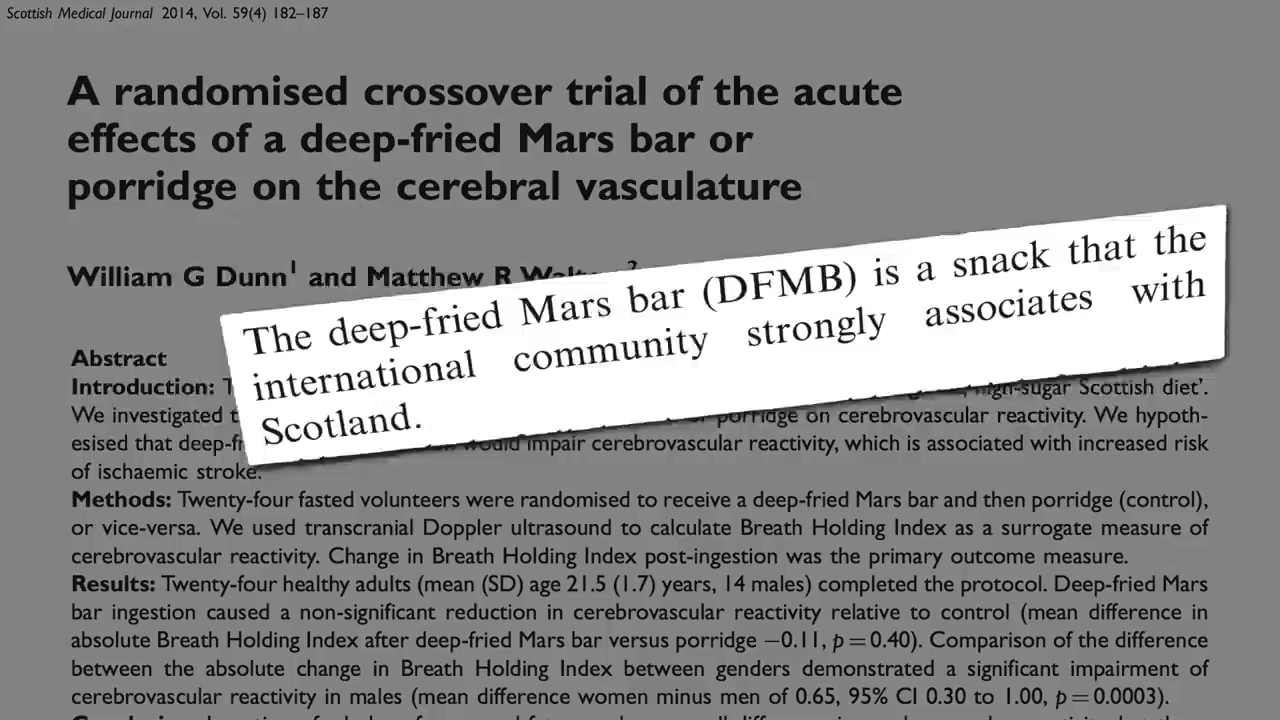 Scottish Medical Journal 2014, Vol. 59(4) 182–187
A randomised crossover trial of the acute
effects of a deep-fried Mars bar or
porridge on the cerebral vasculature
William G Dunn¹ and Matthew R
The deep-fried Mars bar (DFMB) is a snack that the
international community strongly associates with
Scotland.
Abstract
Introduction:
high-sugar Scottish diet’.
We investigated
porridge on cerebrovascular reactivity. We hypoth-
esised that
would impair cerebrovascular reactivity, which is associated with increased risk
of ischaemic stroke.
Methods: Twenty-four fasted volunteers were randomised to receive a deep-fried Mars bar and then porridge (control),
or vice-versa. We used transcranial Doppler ultrasound to calculate Breath Holding Index as a surrogate measure of
cerebrovascular reactivity. Change in Breath Holding Index post-ingestion was the primary outcome measure.
Results: Twenty-four healthy adults (mean (SD) age 21.5 (1.7) years, 14 males) completed the protocol. Deep-fried Mars
bar ingestion caused a non-significant reduction in cerebrovascular reactivity relative to control (mean difference in
absolute Breath Holding Index after deep-fried Mars bar versus porridge −0.11, p = 0.40). Comparison of the difference
between the absolute change in Breath Holding Index between genders demonstrated a significant impairment of
cerebrovascular reactivity in males (mean difference women minus men of 0.65, 95% CI 0.30 to 1.00, p = 0.0003).